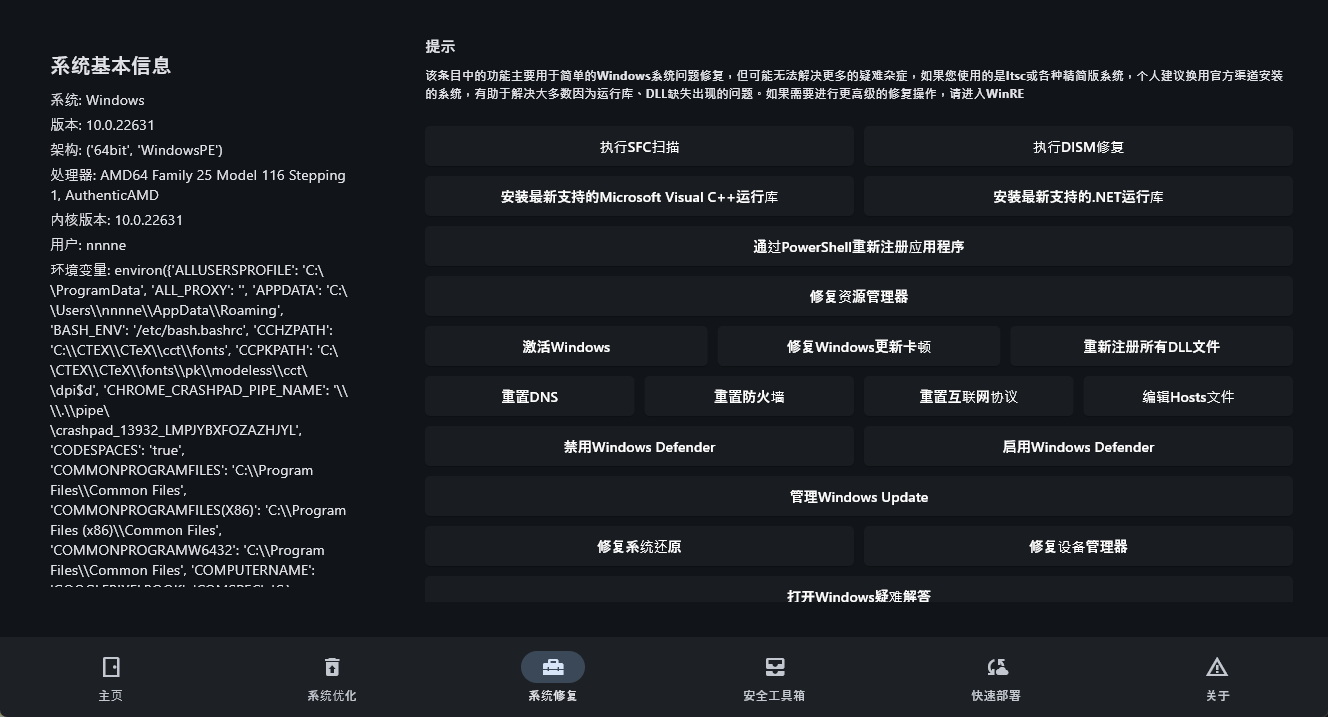 系统基本信息
系统: Windows
版本: 10.0.22631
架构: ('64bit', 'WindowsPE')
处理器: AMD64 Family 25 Model 116 Stepping
1, AuthenticAMD
内核版本: 10.0.22631
用户: nnnne
环境变量: environ({'ALLUSERSPROFILE': 'C:\
\ProgramData', 'ALL_PROXY': '', 'APPDATA': 'C:\
\Users\\nnnne\\AppData\\Roaming',
'BASH_ENV': '/etc/bash.bashrc', 'CCHZPATH':
'C:\\CTEX\\CTeX\\cct\\fonts', 'CCPKPATH': 'C:\
\CTEX\\CTeX\\fonts\\pk\\modeless\\cct\
\dpi$d', 'CHROME_CRASHPAD_PIPE_NAME': '\\
\\.\\pipe\
\crashpad_13932_LMPJYBXFOZAZHJYL',
'CODESPACES': 'true',
'COMMONPROGRAMFILES': 'C:\\Program
Files\\Common Files',
'COMMONPROGRAMFILES(X86)': 'C:\\Program
Files (x86)\\Common Files',
'COMMONPROGRAMW6432': 'C:\\Program
Files\\Common Files', 'COMPUTERNAME':
提示
该条目中的功能主要用于简单的Windows系统问题修复，但可能无法解决更多的疑难杂症，如果您使用的是ltsc或各种精简版系统，个人建议换用官方渠道安装
的系统，有助于解决大多数因为运行库、DLL缺失出现的问题。如果需要进行更高级的修复操作，请进入WinRE
执行SFC扫描
执行DISM修复
安装最新支持的Microsoft Visual C++运行库
安装最新支持的.NET运行库
通过PowerShell重新注册应用程序
修复资源管理器
激活Windows
修复Windows更新卡顿
重新注册所有DLL文件
重置DNS
重置防火墙
重置互联网协议
编辑Hosts文件
禁用Windows Defender
启用Windows Defender
管理Windows Update
修复系统还原
修复设备管理器
打开Windows疑难解答
主页
系统优化
系统修复
安全工具箱
快速部署
关于